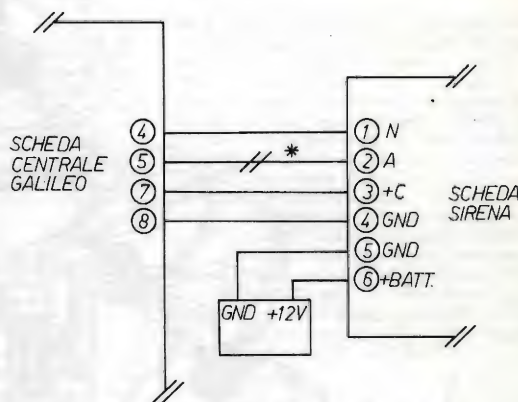 SCHEDA
CENTRALE
GALILEO
4
5
7
8
*
1 N
2 A
3 +C
4 GND
5 GND
6 +BATT.
SCHEDA
SIRENA
GND +12V